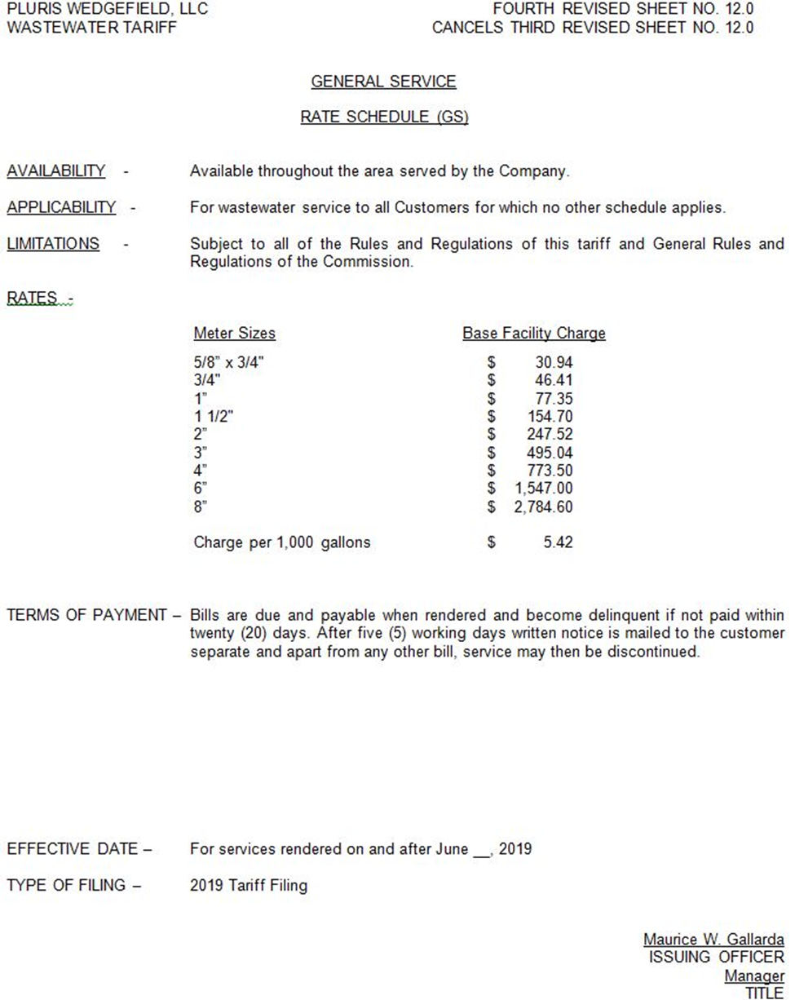 PLURIS WEDGEFIELD, LLC FOURTH REVISED SHEET NO. 12.0
WASTEWATER TARIFF CANCELS THIRD REVISED SHEET NO. 12.0
GENERAL SERVICE
RATE SCHEDULE (GS)
AVAILABILITY - Available throughout the area served by the Company.
APPLICABILITY - For wastewater service to all Customers for which no other schedule applies.
LIMITATIONS - Subject to all of the Rules and Regulations of this tariff and General Rules and
Regulations of the Commission.
RATES -
Meter Sizes Base Facility Charge
5/8” x 3/4" $ 30.94
3/4" $ 46.41
1” $ 77.35
1 1/2" $ 154.70
2” $ 247.52
3” $ 495.04
4” $ 773.50
6” $ 1,547.00
8” $ 2,784.60
Charge per 1,000 gallons $ 5.42
TERMS OF PAYMENT – Bills are due and payable when rendered and become delinquent if not paid within
twenty (20) days. After five (5) working days written notice is mailed to the customer
separate and apart from any other bill, service may then be discontinued.
EFFECTIVE DATE – For services rendered on and after June __, 2019
TYPE OF FILING – 2019 Tariff Filing
Maurice W. Gallarda
ISSUING OFFICER
Manager
TITLE